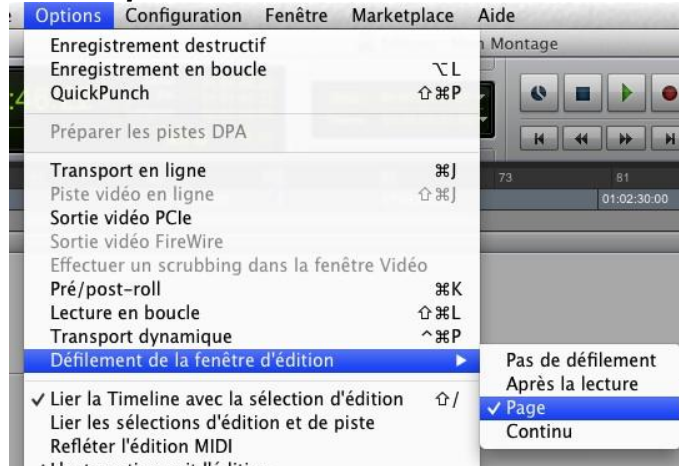 Options Configuration Fenêtre Marketplace Aide
Montage
Enregistrement destructif
Enregistrement en boucle ⌥L
QuickPunch ⇧⌘P
Préparer les pistes DPA
Transport en ligne ⌘J
73 81
Piste vidéo en ligne ⇧⌘J
01:02:30:00
Sortie vidéo PCIe
Sortie vidéo FireWire
Effectuer un scrubbing dans la fenêtre Vidéo
Pré/post-roll ⌘K
Lecture en boucle ⇧⌘L
Transport dynamique ^⌘P
Défilement de la fenêtre d'édition ▶
Pas de défilement
Après la lecture
✓ Page
Continu
✓ Lier la Timeline avec la sélection d'édition ⇧/
Lier les sélections d'édition et de piste
Refléter l'édition MIDI